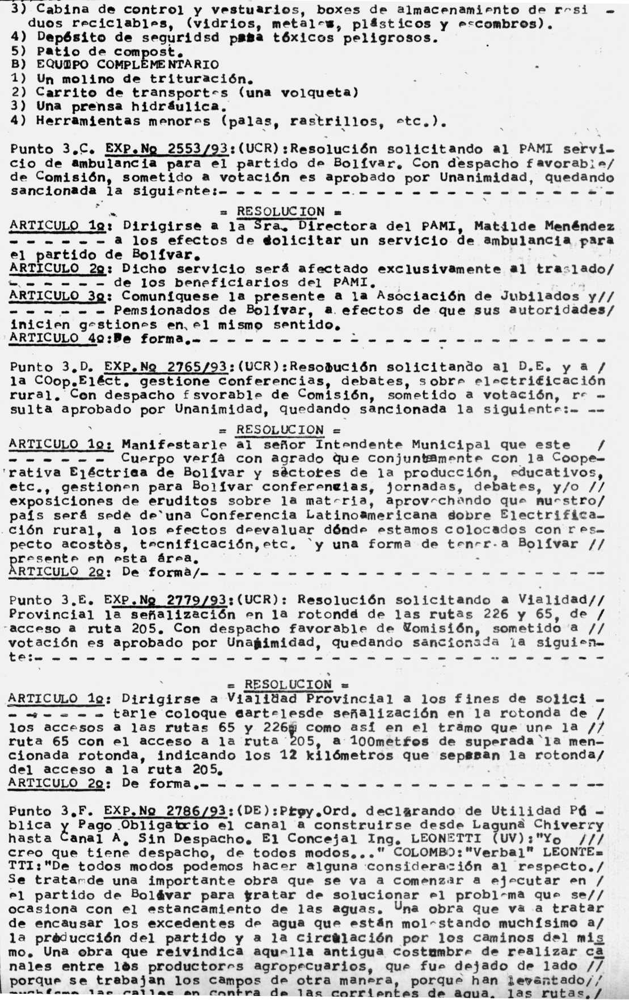 3) Cabina de control y vestuarios, boxes de almacenamiento de resi -
duos reciclables, (vidrios, metales, plásticos y escombros).
4) Depósito de seguridsd para tóxicos peligrosos.
5) Patio de compost.
B) EQUIPO COMPLEMENTARIO
1) Un molino de trituración.
2) Carrito de transportes (una volqueta)
3) Una prensa hidráulica.
4) Herramientas menores (palas, rastrillos, etc.).
Punto 3.C. EXP.Nº 2553/93:(UCR):Resolución solicitando al PAMI servi-
cio de ambulancia para el partido de Bolívar. Con despacho favorable/
de Comisión, sometido a votación es aprobado por Unanimidad, quedando
sancionada la siguiente:- - - - - - - - - - - - - - - - - - - - - - -
= RESOLUCION =
ARTICULO 1º: Dirigirse a la Sra. Directora del PAMI, Matilde Menéndez
- - - - - - a los efectos de solicitar un servicio de ambulancia para
el partido de Bolívar.
ARTICULO 2º: Dicho servicio será afectado exclusivamente al traslado/
- - - - - - de los beneficiarios del PAMI.
ARTICULO 3º: Comuníquese la presente a la Asociación de Jubilados y//
- - - - - - Pemsionados de Bolívar, a efectos de que sus autoridades/
inicien gestiones en el mismo sentido.
ARTICULO 4º:De forma.- - - - - - - - - - - - - - - - - - - - - - - -
Punto 3.D. EXP.Nº 2765/93:(UCR):Resolución solicitando al D.E. y a /
la COop.Eléct. gestione conferencias, debates, sobre electrificación
rural. Con despacho fsvorable de Comisión, sometido a votación, re -
sulta aprobado por Unanimidad, quedando sancionada la siguiente:- --
= RESOLUCION =
ARTICULO 1º: Manifestarle al señor Intendente Municipal que este /
- - - - - - Cuerpo vería con agrado que conjuntamente con la Coope-
rativa Eléctrica de Bolívar y sectores de la producción, educativos,
etc., gestionen para Bolívar conferencias, jornadas, debates, y/o //
exposiciones de eruditos sobre la materia, aprovechando que nuestro/
país será sede de una Conferencia Latinoamericana sobre Electrifica-
ción rural, a los efectos deevaluar dónde estamos colocados con res-
pecto acostos, tecnificación,etc. y una forma de tener a Bolívar //
presente en esta área.
ARTICULO 2º: De forma/- - - - - - - - - - - - - - - - - - - - - - --
Punto 3.E. EXP.Nº 2779/93:(UCR): Resolución solicitando a Vialidad//
Provincial la señalización en la rotonda de las rutas 226 y 65, de /
acceso a ruta 205. Con despacho favorable de Comisión, sometido a //
votación es aprobado por Unanimidad, quedando sancionada la siguien-
te:- - - - - - - - - - - - - - - - - - - - - - - - - - - - - - - - -
= RESOLUCION =
ARTICULO 1º: Dirigirse a Vialidad Provincial a los fines de solici -
- - - - - - tarle coloque cartelesde señalización en la rotonda de /
los accesos a las rutas 65 y 226, como así en el tramo que une la //
ruta 65 con el acceso a la ruta 205, a 100metros de superada la men-
cionada rotonda, indicando los 12 kilómetros que separan la rotonda/
del acceso a la ruta 205.
ARTICULO 2º: De forma.- - - - - - - - - - - - - - - - - - - - - - --
Punto 3.F. EXP.Nº 2786/93:(DE):Proy.Ord. declarando de Utilidad Pú -
blica y Pago Obligatorio el canal a construirse desde Laguna Chiverry
hasta Canal A. Sin Despacho. El Concejal Ing. LEONETTI (UV):"Yo ///
creo que tiene despacho, de todos modos..." COLOMBO:"Verbal" LEONTE=
TTI:"De todos modos podemos hacer alguna consideración al respecto./
Se trata de una importante obra que se va a comenzar a ejecutar en /
el partido de Bolívar para tratar de solucionar el problema que se//
ocasiona con el estancamiento de las aguas. Una obra que va a tratar
de encausar los excedentes de agua que están molestando muchísimo a/
la producción del partido y a la circulación por los caminos del mis
mo. Una obra que reivindica aquella antigua costumbre de realizar ca
nales entre los productores agropecuarios, que fue dejado de lado //
porque se trabajan los campos de otra manera, porque han levantado//
muchísmo las calles en contra de las corrientes de agua, las rutas /